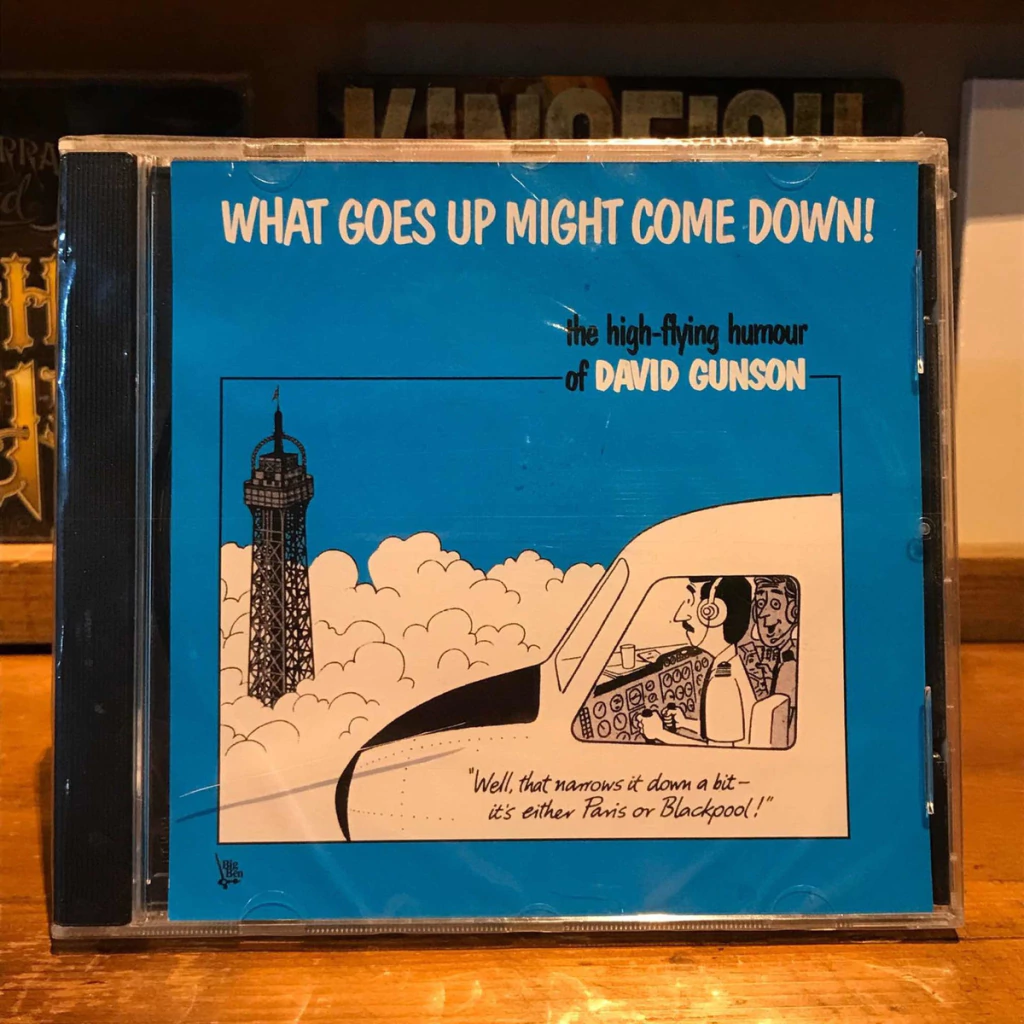 KINGFISH
WHAT GOES UP MIGHT COME DOWN!
the high-flying humour
of DAVID GUNSON
"Well, that narrows it down a bit—
it's either Paris or Blackpool!"
Big
Ben